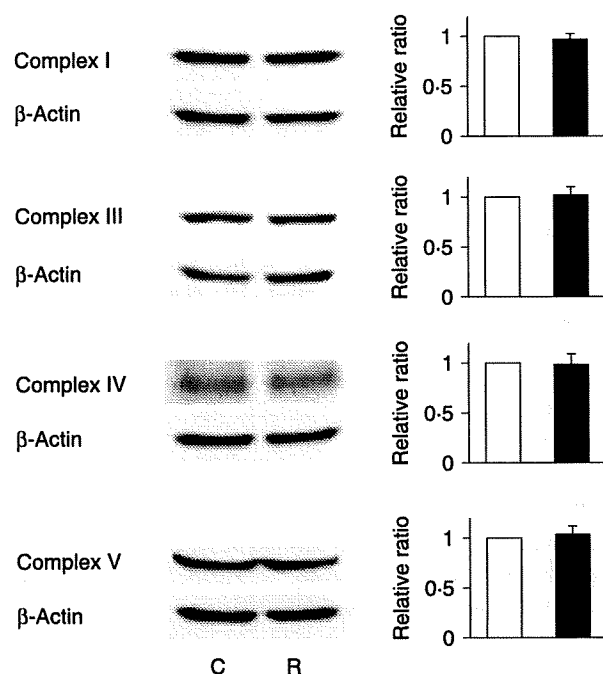 Complex I
β-Actin
Relative ratio
1
0·5
0
Complex III
β-Actin
Relative ratio
1
0·5
0
Complex IV
β-Actin
Relative ratio
1
0·5
0
Complex V
β-Actin
Relative ratio
1
0·5
0
C R